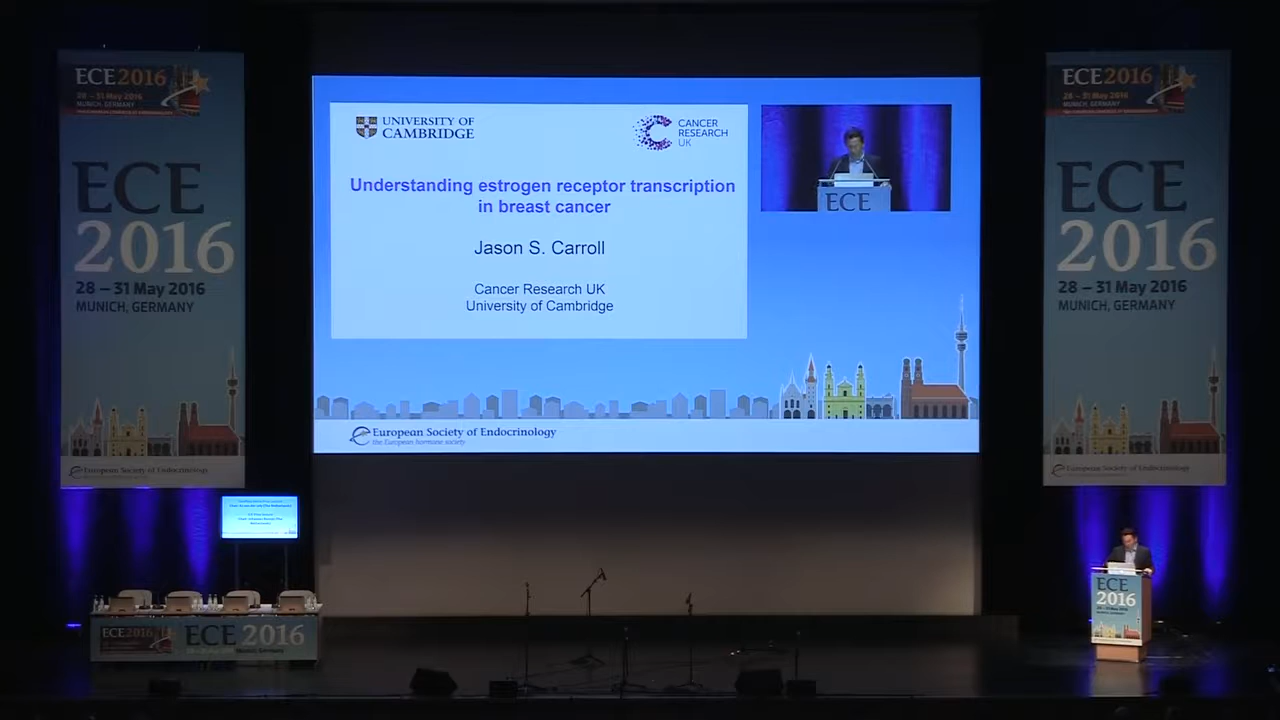 ECE2016
28 – 31 May 2016
MUNICH, GERMANY
ECE
2016
28 – 31 May 2016
MUNICH, GERMANY
European Society of Endocrinology
UNIVERSITY OF
CAMBRIDGE
CANCER
RESEARCH
UK
Understanding estrogen receptor transcription
in breast cancer
Jason S. Carroll
Cancer Research UK
University of Cambridge
ECE
European Society of Endocrinology
the European hormone society
ECE2016
28 – 31 May 2016
MUNICH, GERMANY
ECE
2016
28 – 31 May 2016
MUNICH, GERMANY
European Society of Endocrinology
ECE2016
ECE 2016
ECE
2016